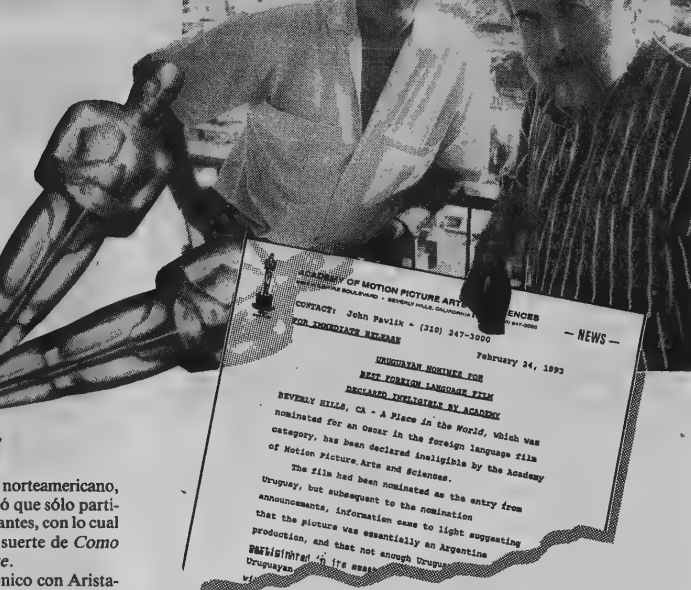 ACADEMY OF MOTION PICTURE ARTS SCIENCES
BOULEVARD • BEVERLY HILLS, CALIFORNIA
— NEWS —
CONTACT: John Pavlik - (310) 247-3000
FOR IMMEDIATE RELEASE
February 24, 1993
URUGUAYAN NOMINEE FOR
BEST FOREIGN LANGUAGE FILM
DECLARED INELIGIBLE BY ACADEMY
BEVERLY HILLS, CA - A Place in the World, which was
nominated for an Oscar in the foreign language film
category, has been declared ineligible by the Academy
of Motion Picture Arts and Sciences.
The film had been nominated as the entry from
Uruguay, but subsequent to the nomination
announcements, information came to light suggesting
that the picture was essentially an Argentine
production, and that not enough
Uruguayan
norteamericano,
ó que sólo parti-
antes, con lo cual
suerte de Como
e.
nico con Arista-